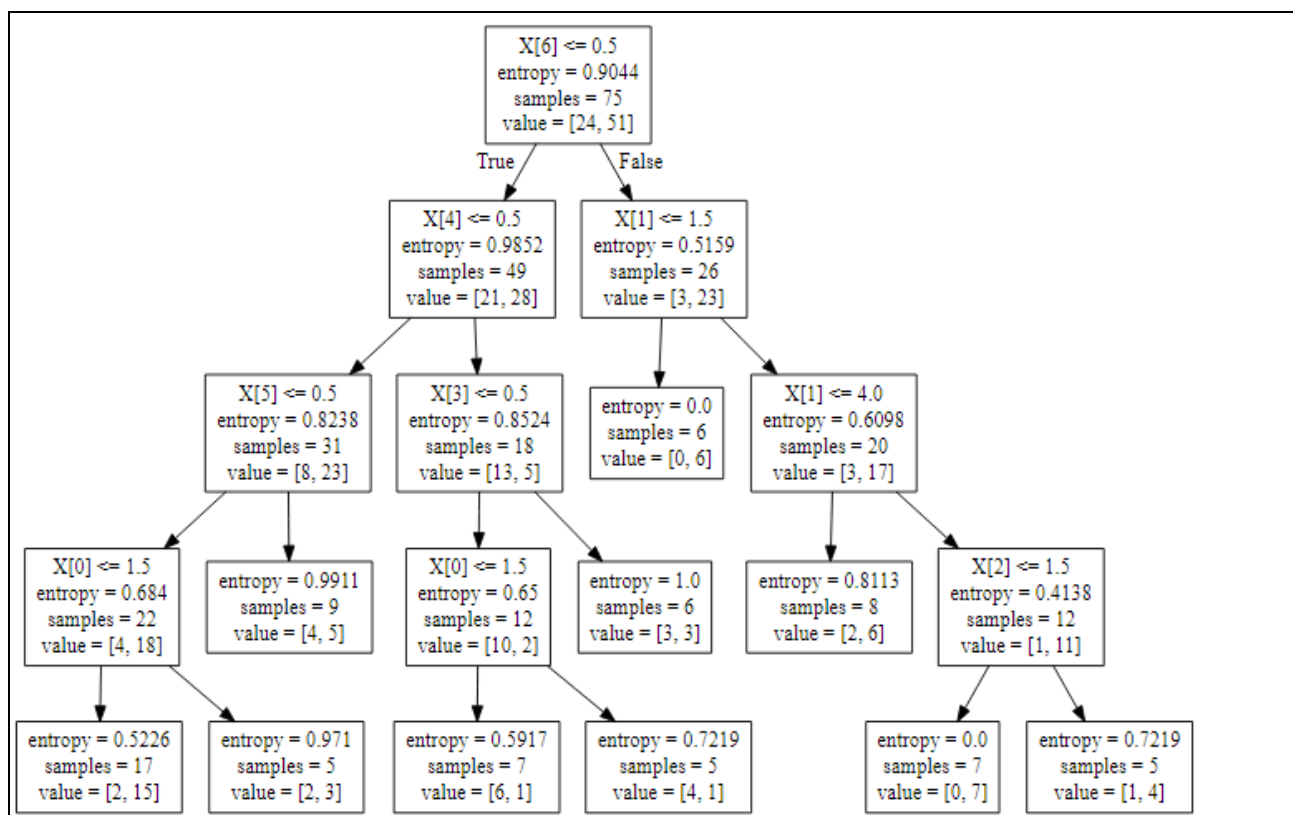 X[6] <= 0.5
entropy = 0.9044
samples = 75
value = [24, 51]
True
False
X[4] <= 0.5
entropy = 0.9852
samples = 49
value = [21, 28]
X[1] <= 1.5
entropy = 0.5159
samples = 26
value = [3, 23]
X[5] <= 0.5
entropy = 0.8238
samples = 31
value = [8, 23]
X[3] <= 0.5
entropy = 0.8524
samples = 18
value = [13, 5]
entropy = 0.0
samples = 6
value = [0, 6]
X[1] <= 4.0
entropy = 0.6098
samples = 20
value = [3, 17]
X[0] <= 1.5
entropy = 0.684
samples = 22
value = [4, 18]
entropy = 0.9911
samples = 9
value = [4, 5]
X[0] <= 1.5
entropy = 0.65
samples = 12
value = [10, 2]
entropy = 1.0
samples = 6
value = [3, 3]
entropy = 0.8113
samples = 8
value = [2, 6]
X[2] <= 1.5
entropy = 0.4138
samples = 12
value = [1, 11]
entropy = 0.5226
samples = 17
value = [2, 15]
entropy = 0.971
samples = 5
value = [2, 3]
entropy = 0.5917
samples = 7
value = [6, 1]
entropy = 0.7219
samples = 5
value = [4, 1]
entropy = 0.0
samples = 7
value = [0, 7]
entropy = 0.7219
samples = 5
value = [1, 4]